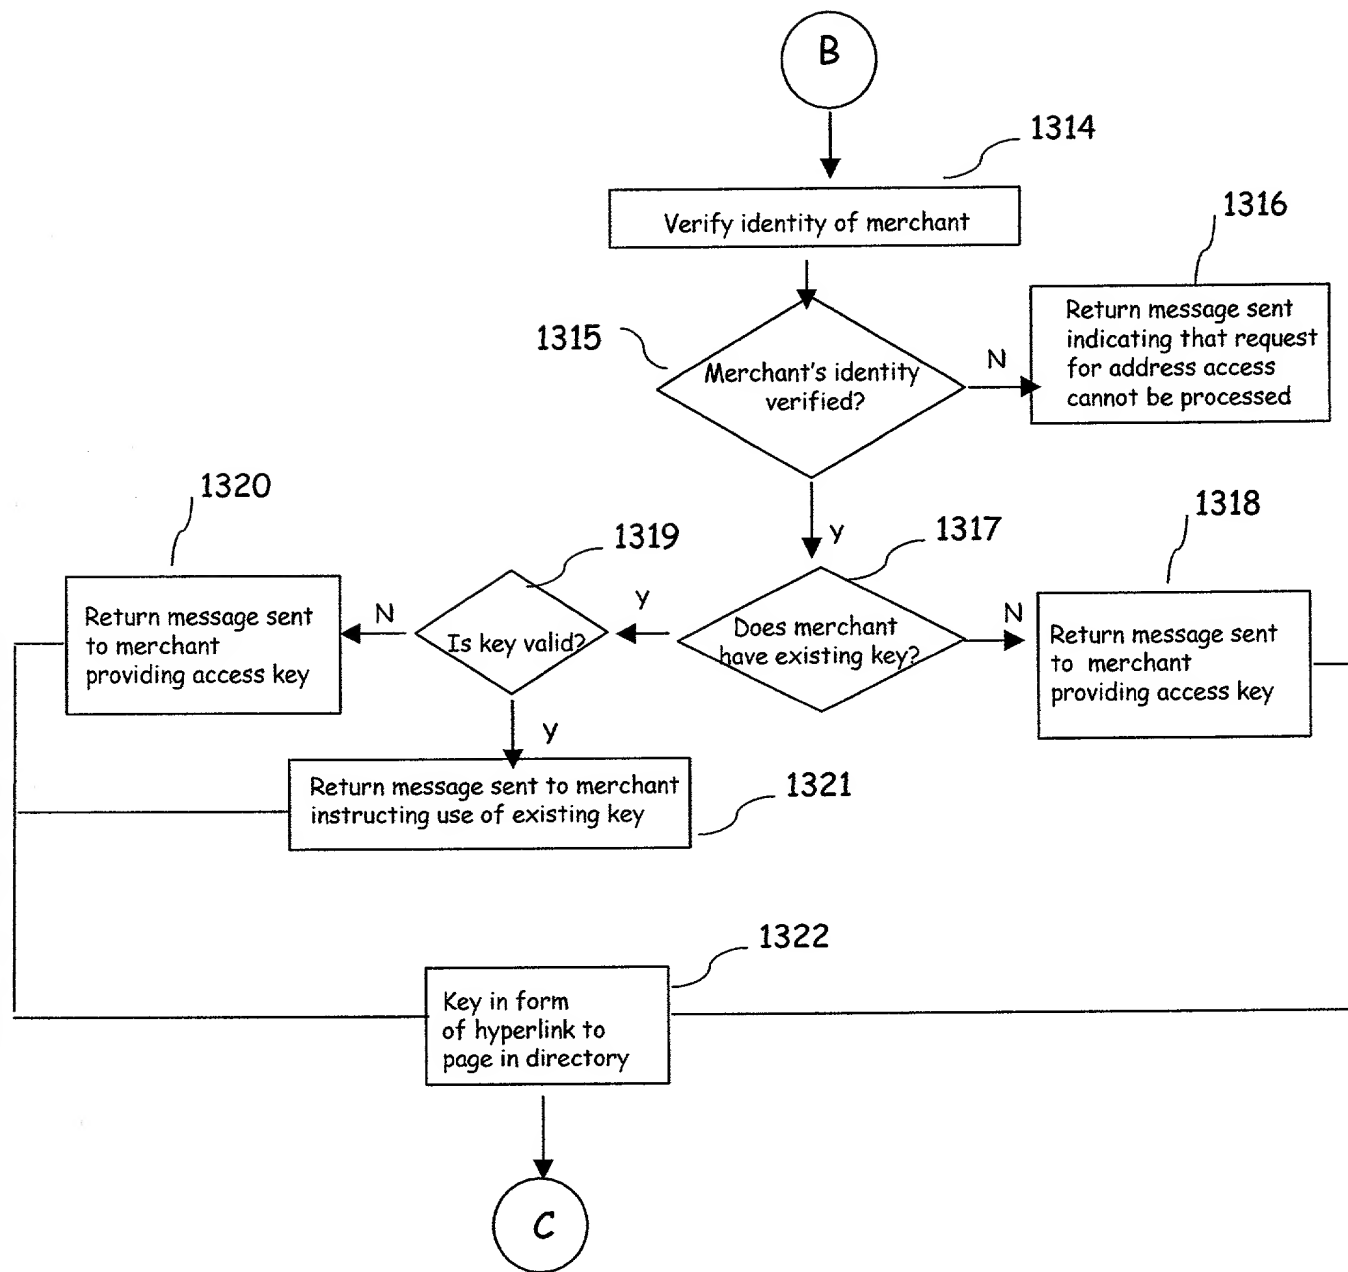 B
1314
Verify identity of merchant
1316
Return message sent
indicating that request
for address access
cannot be processed
1315
Merchant's identity
verified?
N
Y
1320
Return message sent
to merchant
providing access key
N
1319
Is key valid?
Y
1317
Does merchant
have existing key?
N
1318
Return message sent
to merchant
providing access key
Y
Return message sent to merchant
instructing use of existing key
1321
1322
Key in form
of hyperlink to
page in directory
C